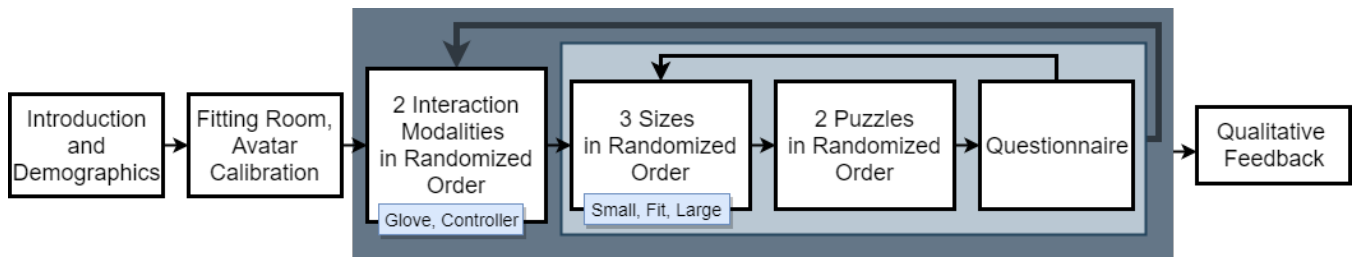 Introduction
and
Demographics
Fitting Room,
Avatar
Calibration
2 Interaction
Modalities
in Randomized
Order
Glove, Controller
3 Sizes
in Randomized
Order
Small, Fit, Large
2 Puzzles
in Randomized
Order
Questionnaire
Qualitative
Feedback